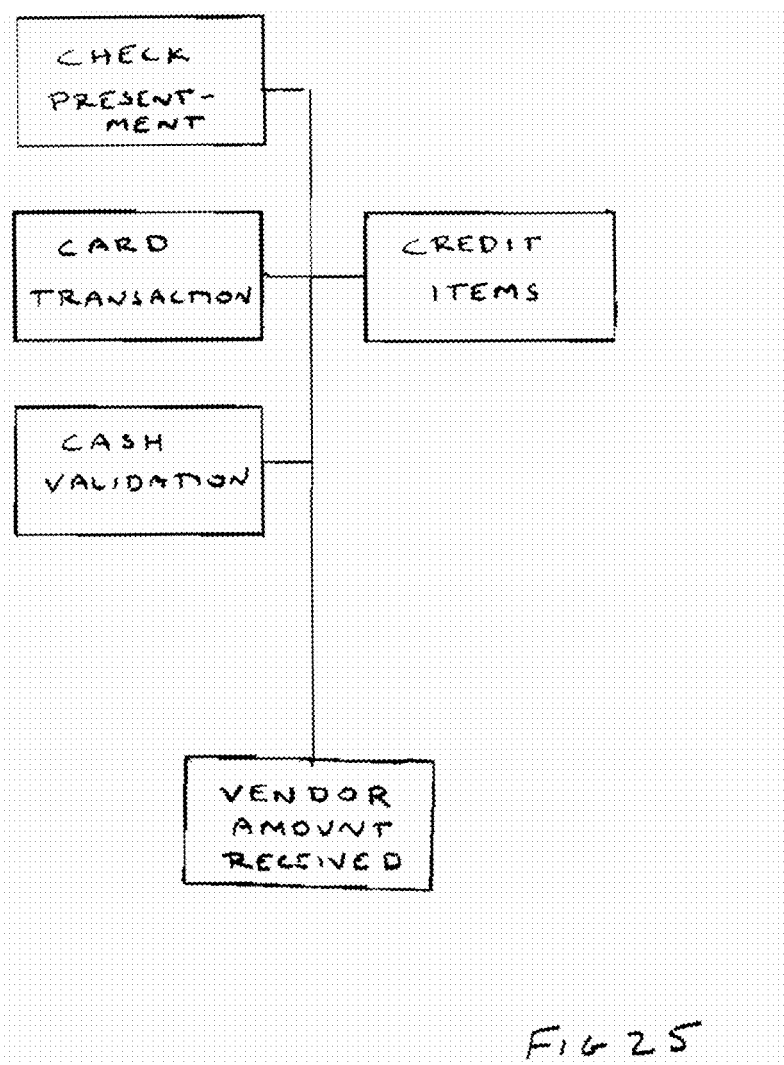 CHECK
PRESENT-
MENT
CARD
TRANSACTION
CREDIT
ITEMS
CASH
VALIDATION
VENDOR
AMOUNT
RECEIVED
FIG 25